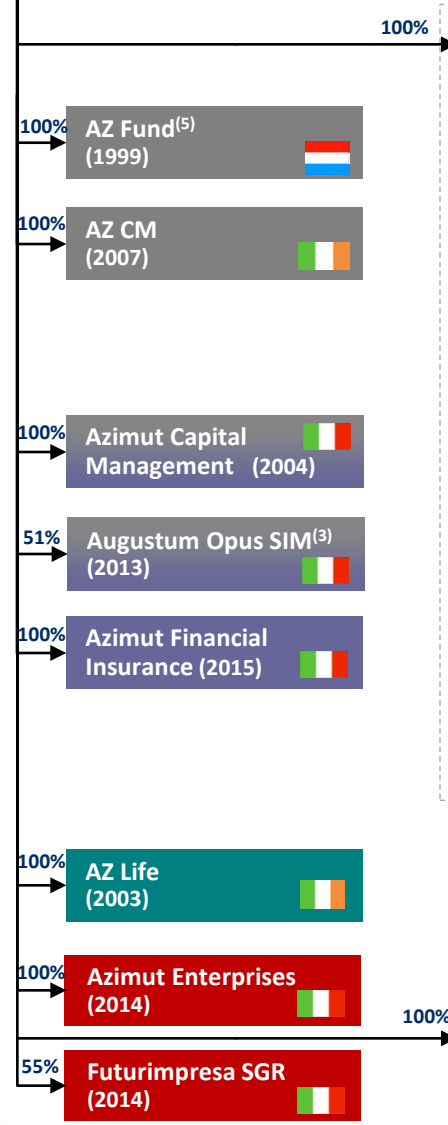 100%
100%
AZ Fund(5)
(1999)
100%
AZ CM
(2007)
100%
Azimut Capital
Management (2004)
51%
Augustum Opus SIM(3)
(2013)
100%
Azimut Financial
Insurance (2015)
100%
AZ Life
(2003)
100%
Azimut Enterprises
(2014)
100%
55%
Futurimpresa SGR
(2014)